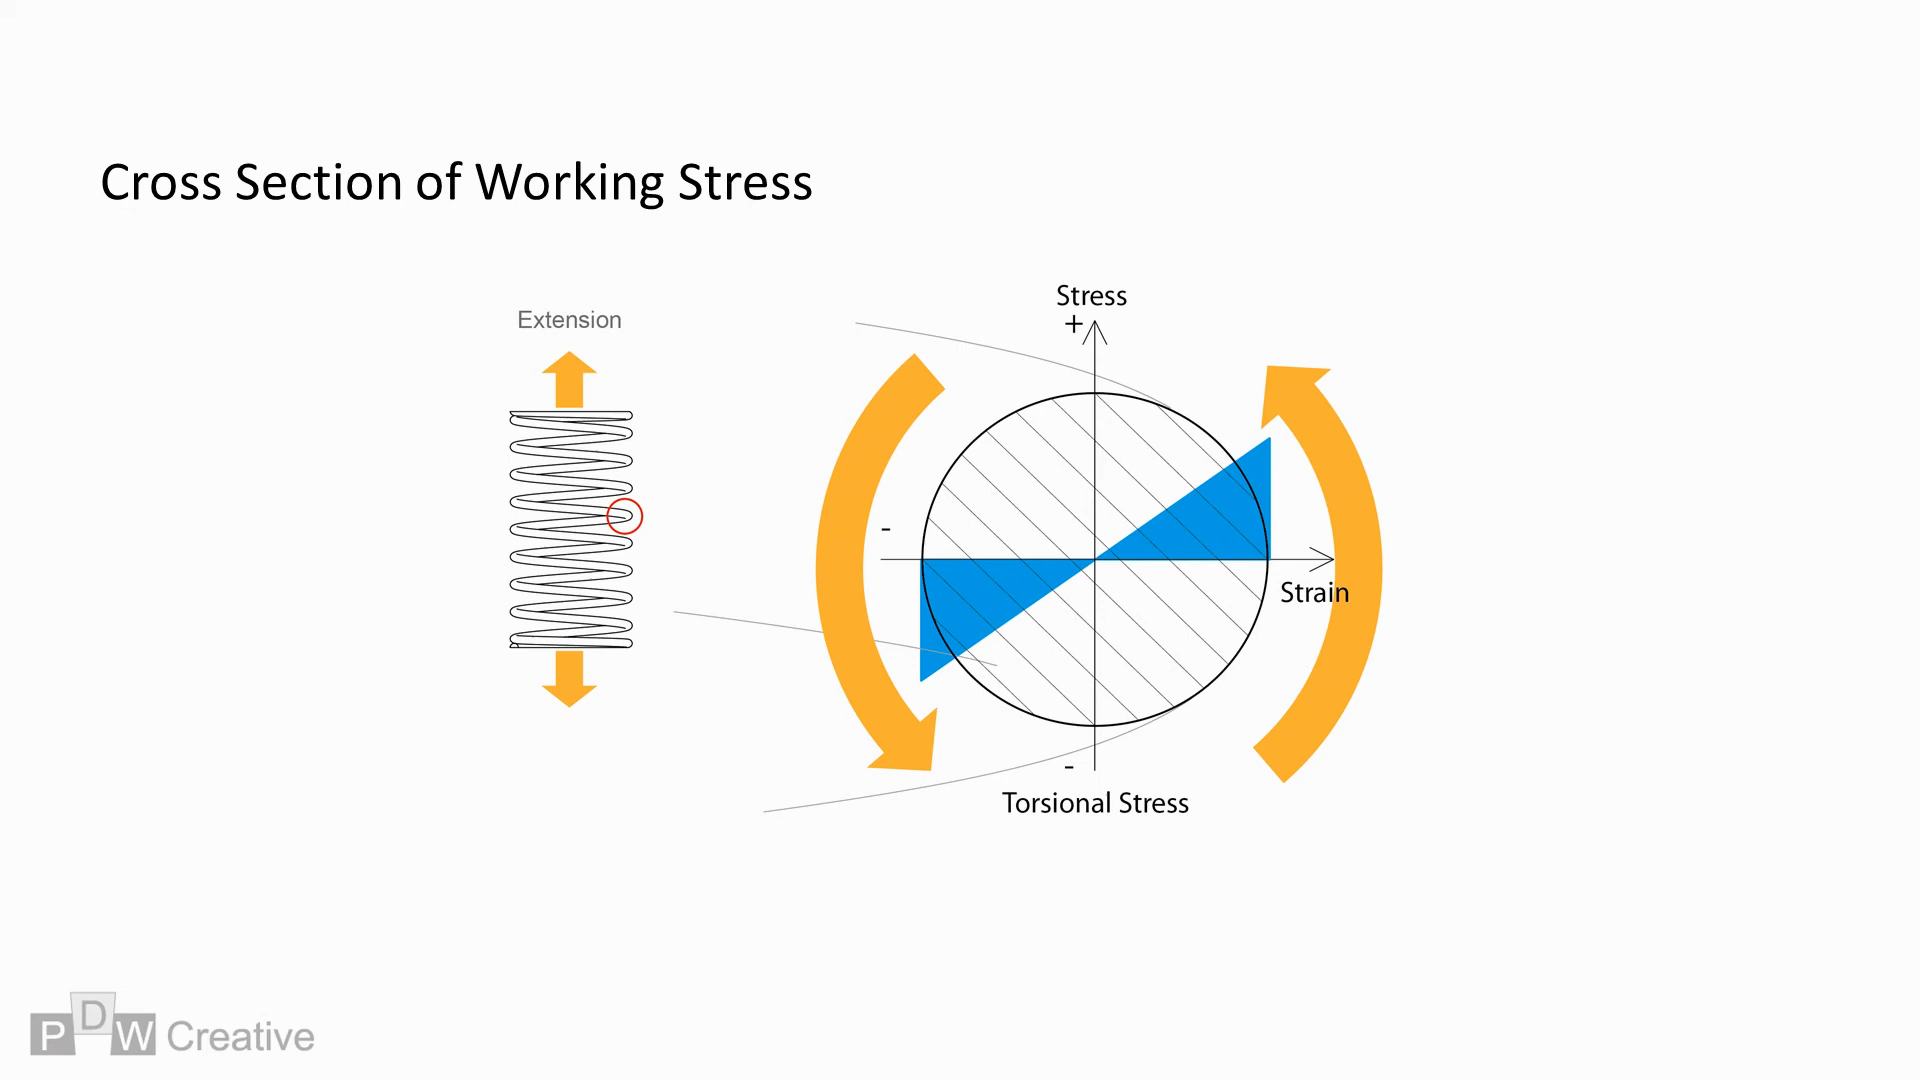 Cross Section of Working Stress
Extension
Stress
+
-
Strain
-
Torsional Stress
PDW Creative